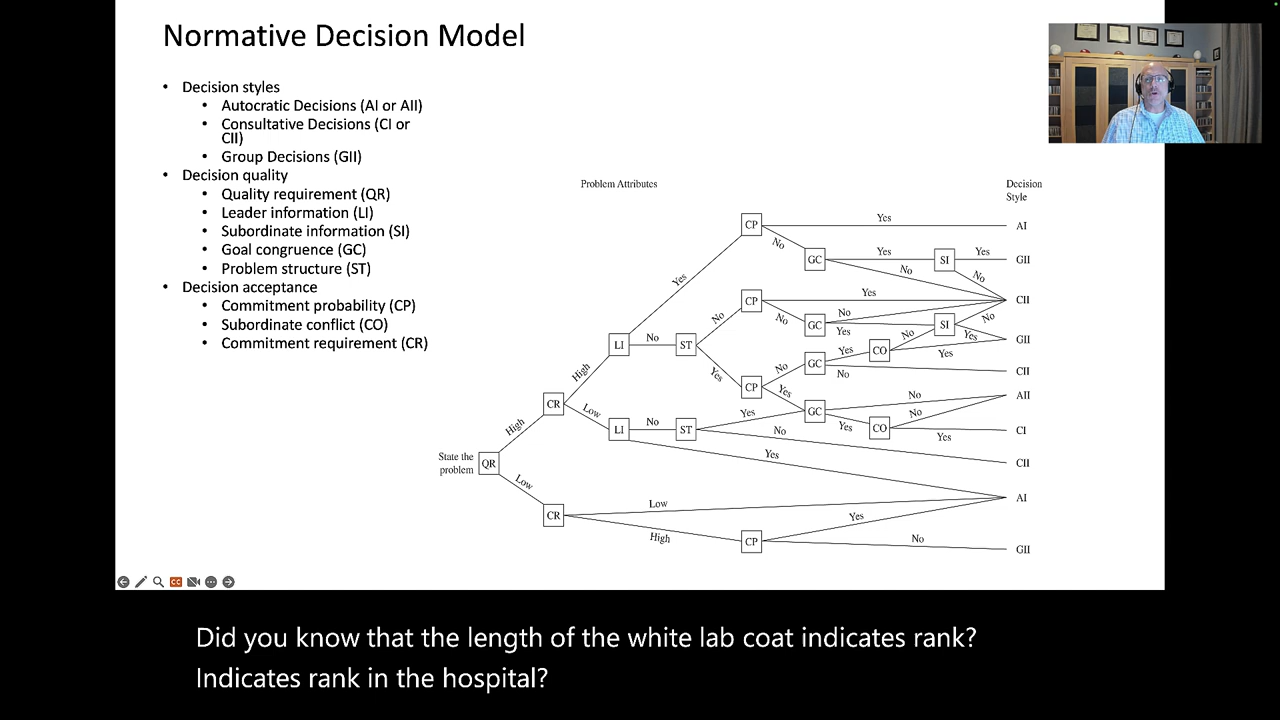 Normative Decision Model
• Decision styles
• Autocratic Decisions (AI or AII)
• Consultative Decisions (CI or
CII)
• Group Decisions (GII)
• Decision quality
• Quality requirement (QR)
• Leader information (LI)
• Subordinate information (SI)
• Goal congruence (GC)
• Problem structure (ST)
• Decision acceptance
• Commitment probability (CP)
• Subordinate conflict (CO)
• Commitment requirement (CR)
Problem Attributes
Decision
Style
CP
Yes
AI
No
GC
Yes
SI
Yes
GII
No
No
Yes
CP
Yes
CII
No
No
GC
No
Yes
SI
No
Yes
GII
LI
No
ST
No
CO
Yes
GC
Yes
No
CII
Yes
CP
No
Yes
High
CR
Low
GC
No
AII
Yes
CO
No
Yes
CI
LI
No
ST
Yes
No
CII
Yes
High
State the
problem
QR
Low
CR
Low
AI
High
CP
Yes
No
GII
CC
Did you know that the length of the white lab coat indicates rank?
Indicates rank in the hospital?